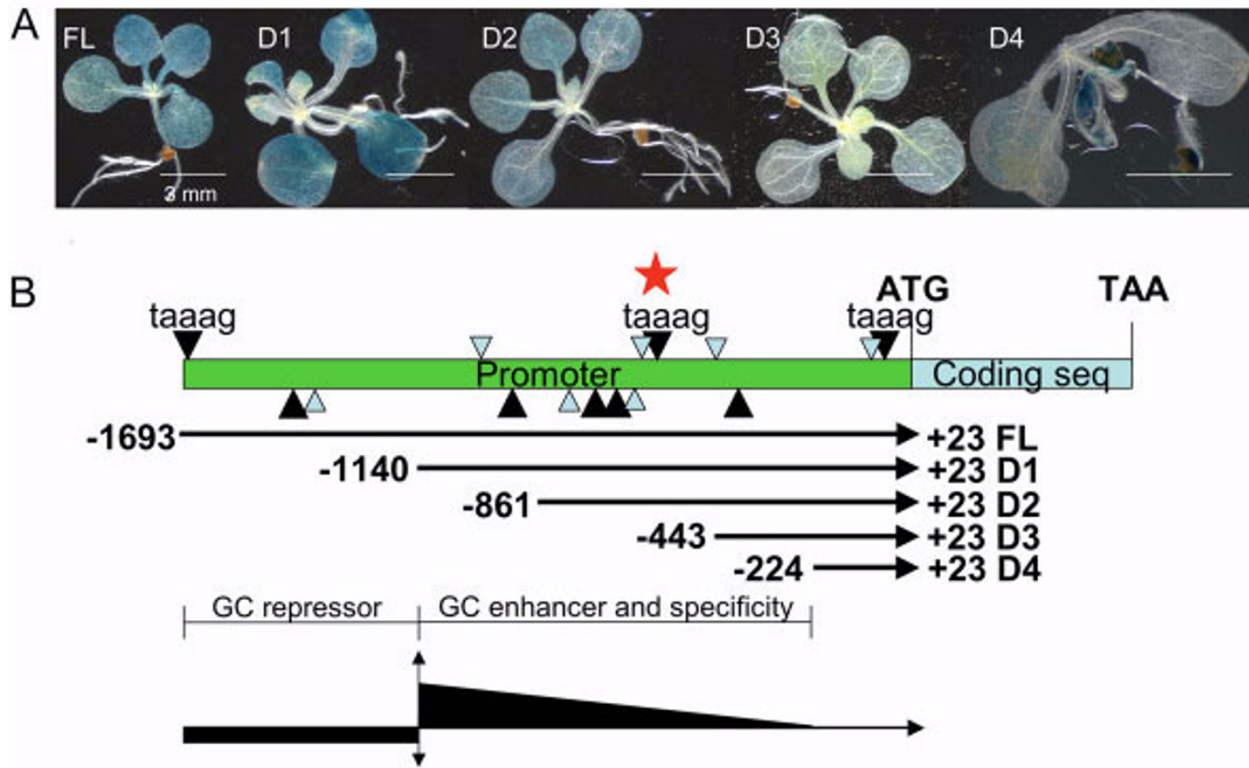 A
FL
D1
D2
D3
D4
3 mm
B
ATG
TAA
taaag
taaag
taaag
Promoter
Coding seq
-1693
+23 FL
-1140
+23 D1
-861
+23 D2
-443
+23 D3
-224
+23 D4
GC repressor
GC enhancer and specificity